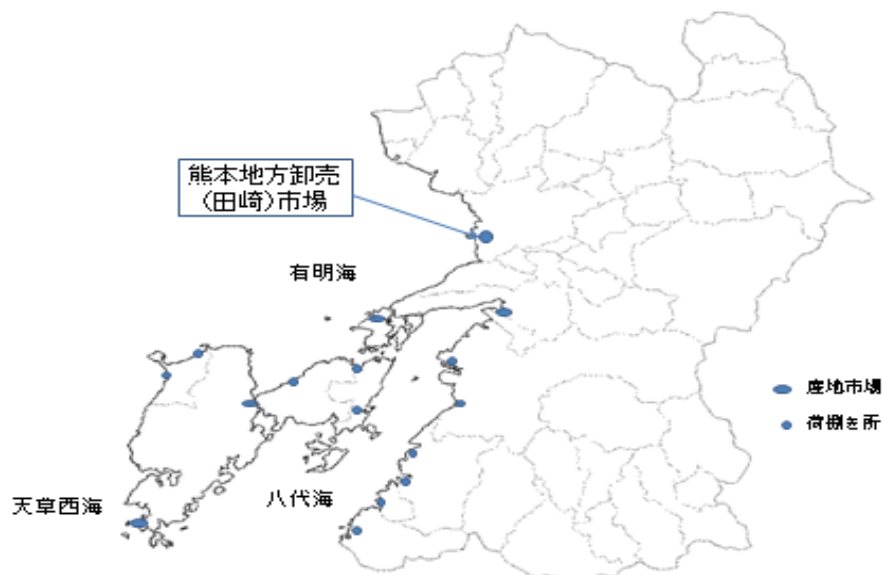 熊本地方卸売
(田崎)市場
有明海
産地市場
荷捌き所
八代海
天草西海